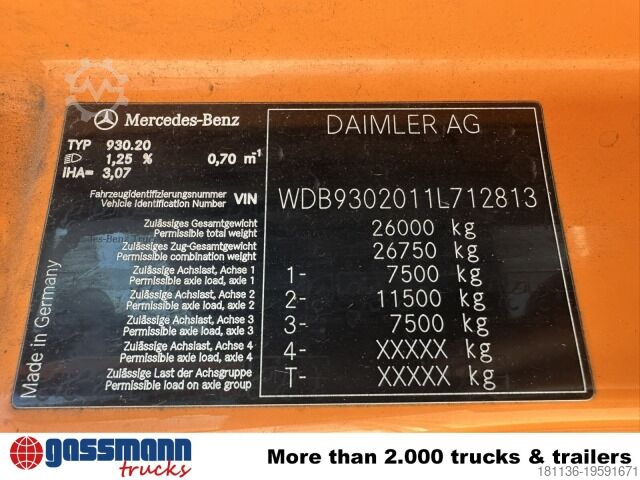 Mercedes-Benz
DAIMLER AG
TYP 930.20
1,25 % 0,70 m⁻¹
IHA= 3,07
Fahrzeugidentifizierungsnummer
Vehicle Identification Number VIN WDB9302011L712813
Zulässiges Gesamtgewicht
Permissible total weight 26000 kg
Zulässiges Zug-Gesamtgewicht
Permissible combination weight 26750 kg
Zulässige Achslast, Achse 1
Permissible axle load, axle 1 1- 7500 kg
Zulässige Achslast, Achse 2
Permissible axle load, axle 2 2- 11500 kg
Zulässige Achslast, Achse 3
Permissible axle load, axle 3 3- 7500 kg
Zulässige Achslast, Achse 4
Permissible axle load, axle 4 4- XXXXX kg
Zulässige Last der Achsgruppe
Permissible load on axle group T- XXXXX kg
Made in Germany
gassmann
trucks
More than 2.000 trucks & trailers
181136-19591671